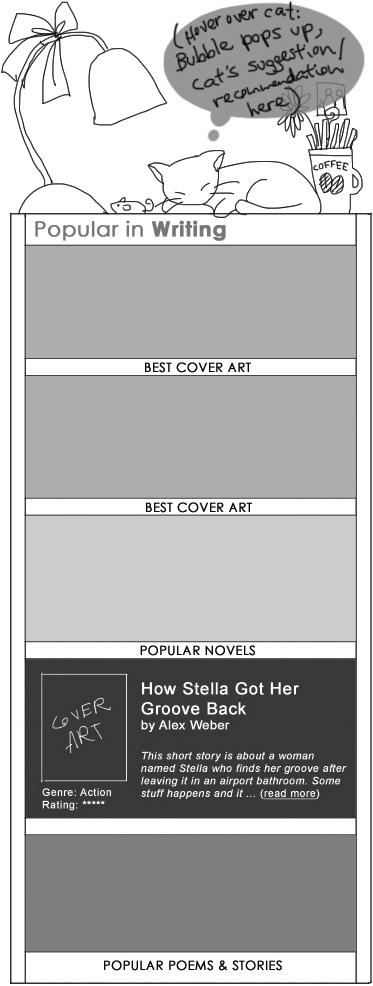 (Hover over cat:
Bubble pops up,
cat's suggestion/
recommendation
here)
COFFEE
Popular in Writing
BEST COVER ART
BEST COVER ART
POPULAR NOVELS
COVER
ART
How Stella Got Her
Groove Back
by Alex Weber
This short story is about a woman
named Stella who finds her groove after
leaving it in an airport bathroom. Some
stuff happens and it ... (read more)
Genre: Action
Rating: *****
POPULAR POEMS & STORIES